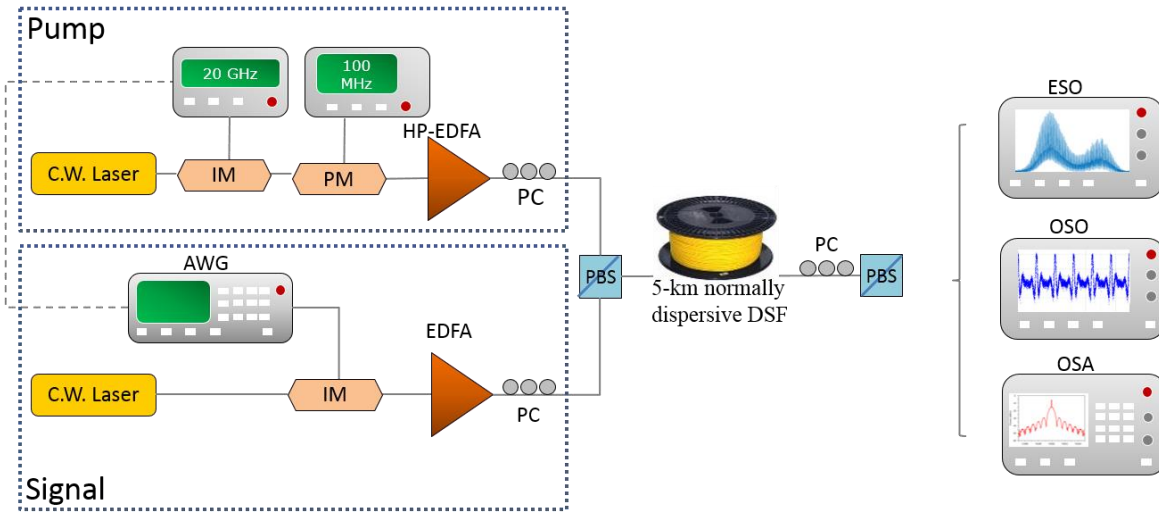 Pump
20 GHz
100
MHz
HP-EDFA
C.W. Laser
IM
PM
PC
AWG
EDFA
C.W. Laser
IM
PC
Signal
PBS
5-km normally
dispersive DSF
PC
PBS
ESO
OSO
OSA